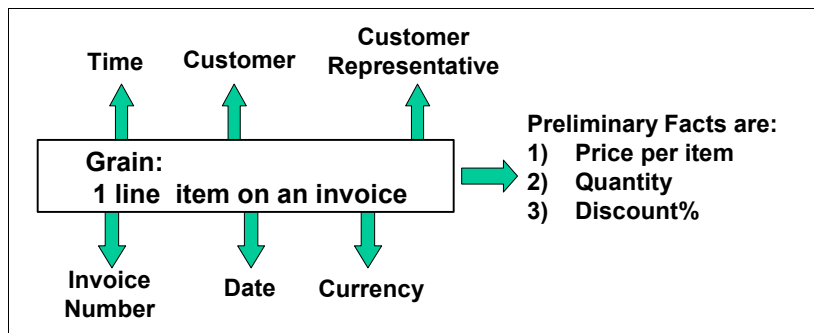 Time
Customer
Customer
Representative
Grain:
1 line item on an invoice
Preliminary Facts are:
1) Price per item
2) Quantity
3) Discount%
Invoice
Number
Date
Currency